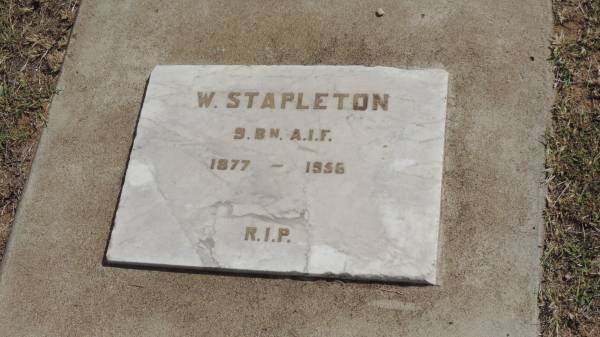 W. STAPLETON
9. BN. A.I.F.
1877 - 1956
R.I.P.